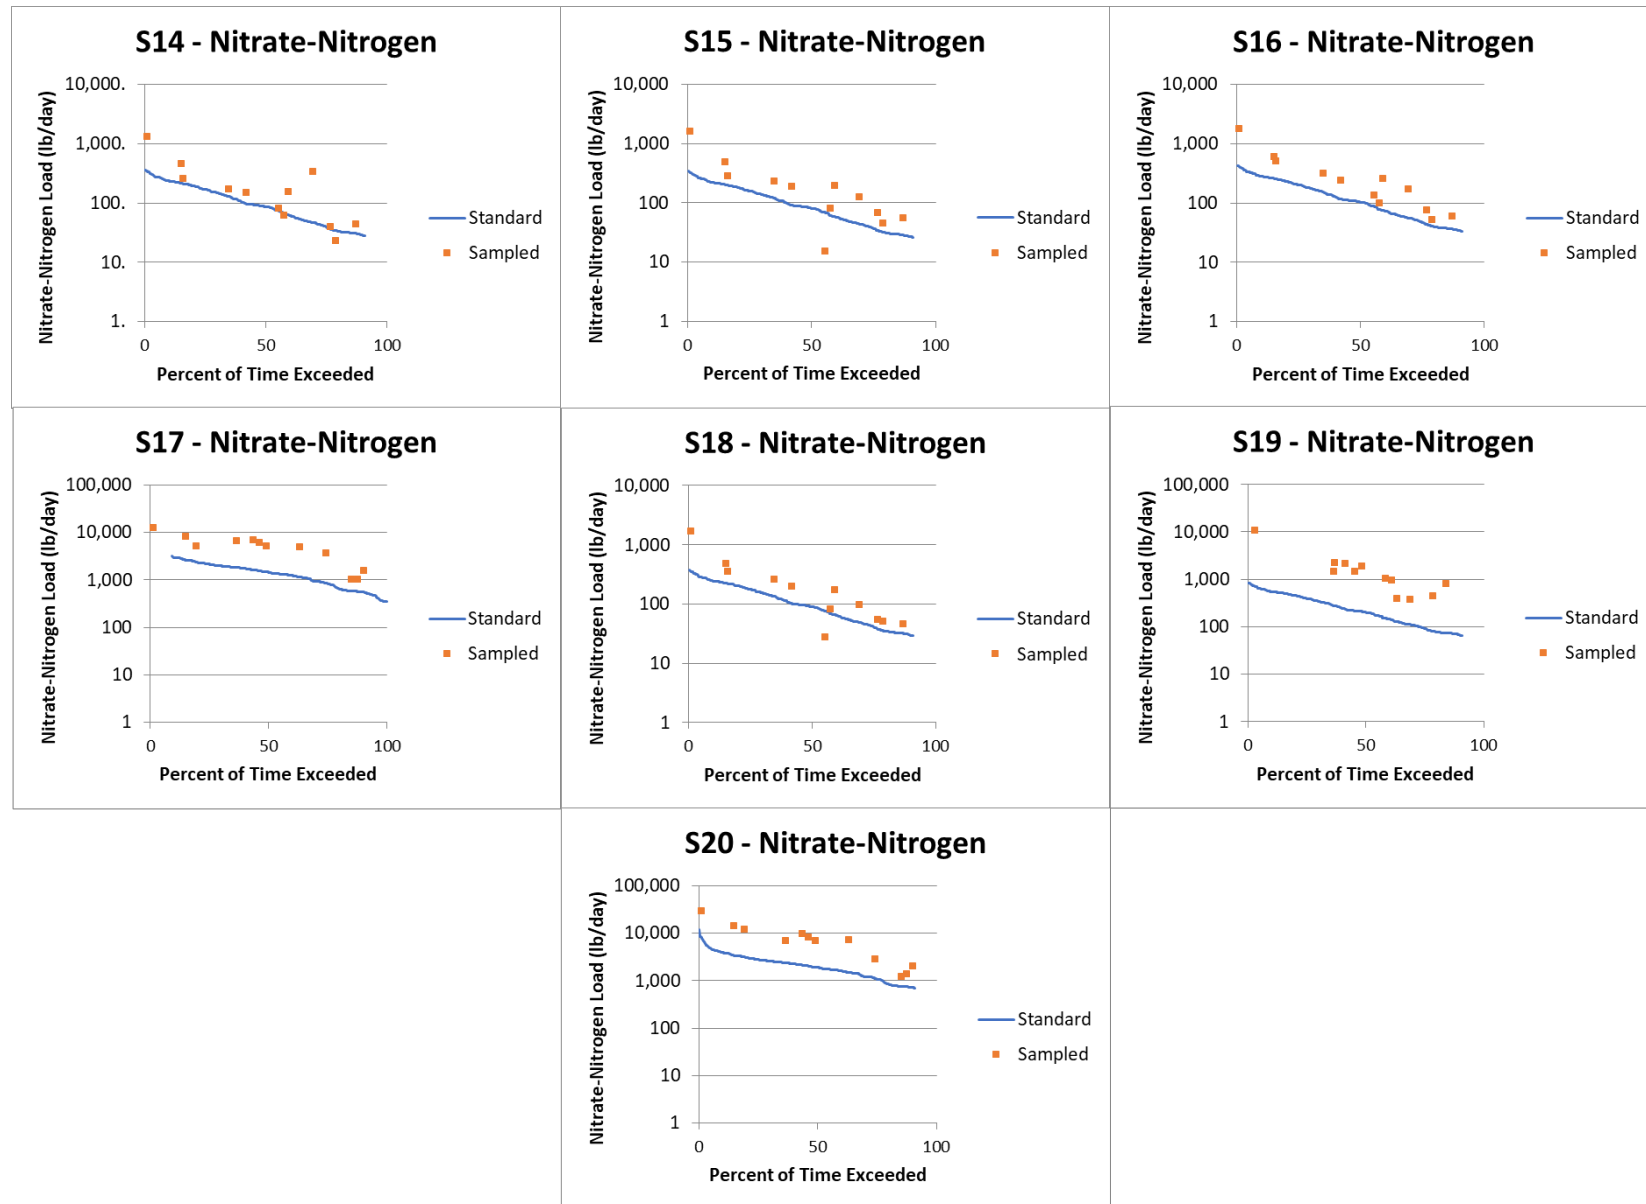 S14 - Nitrate-Nitrogen
Nitrate-Nitrogen Load (lb/day)
10,000.
1,000.
100.
10.
1.
0 50 100
Percent of Time Exceeded
Standard
Sampled
S15 - Nitrate-Nitrogen
Nitrate-Nitrogen Load (lb/day)
10,000
1,000
100
10
1
0 50 100
Percent of Time Exceeded
Standard
Sampled
S16 - Nitrate-Nitrogen
Nitrate-Nitrogen Load (lb/day)
10,000
1,000
100
10
1
0 50 100
Percent of Time Exceeded
Standard
Sampled
S17 - Nitrate-Nitrogen
Nitrate-Nitrogen Load (lb/day)
100,000
10,000
1,000
100
10
1
0 50 100
Percent of Time Exceeded
Standard
Sampled
S18 - Nitrate-Nitrogen
Nitrate-Nitrogen Load (lb/day)
10,000
1,000
100
10
1
0 50 100
Percent of Time Exceeded
Standard
Sampled
S19 - Nitrate-Nitrogen
Nitrate-Nitrogen Load (lb/day)
100,000
10,000
1,000
100
10
1
0 50 100
Percent of Time Exceeded
Standard
Sampled
S20 - Nitrate-Nitrogen
Nitrate-Nitrogen Load (lb/day)
100,000
10,000
1,000
100
10
1
0 50 100
Percent of Time Exceeded
Standard
Sampled